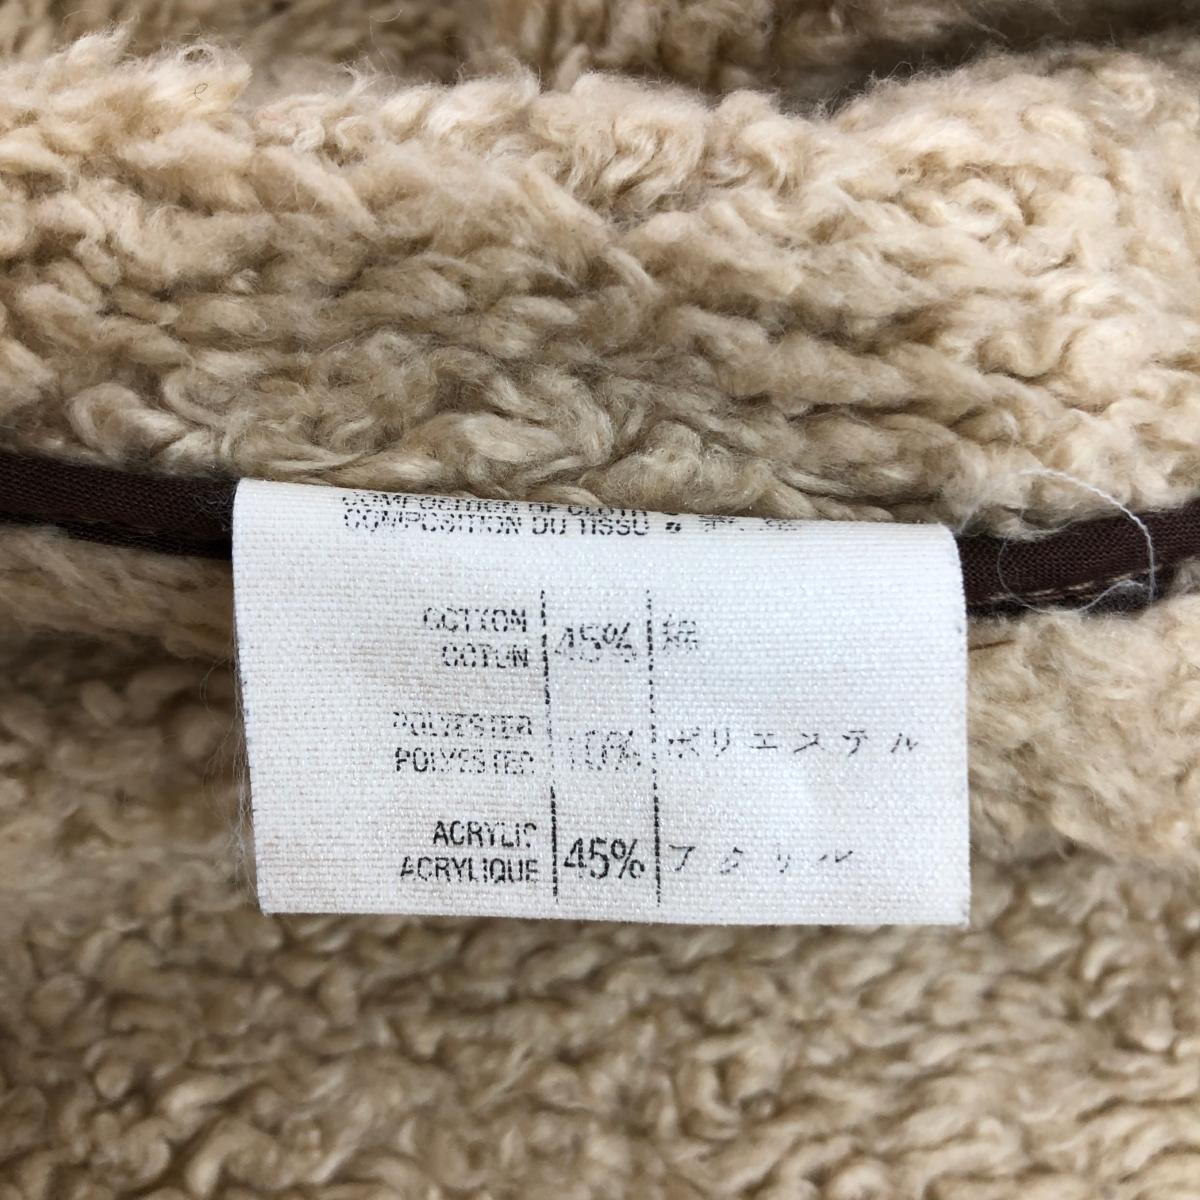 COMPOSITION OF CLOTH
COMPOSITION DU TISSU
COTTON
COTON 45% 綿
POLYESTER
POLYESTER 10% ポリエステル
ACRYLIC
ACRYLIQUE 45% アクリル